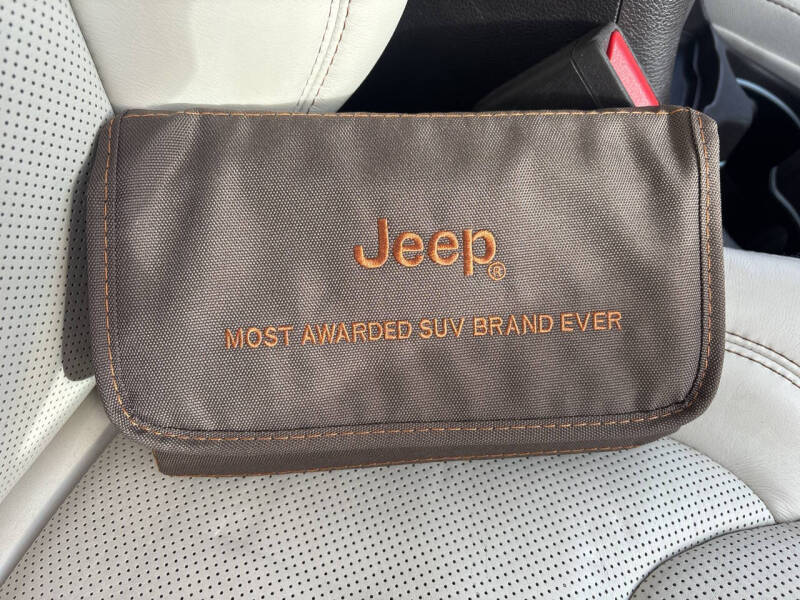 Jeep®
MOST AWARDED SUV BRAND EVER